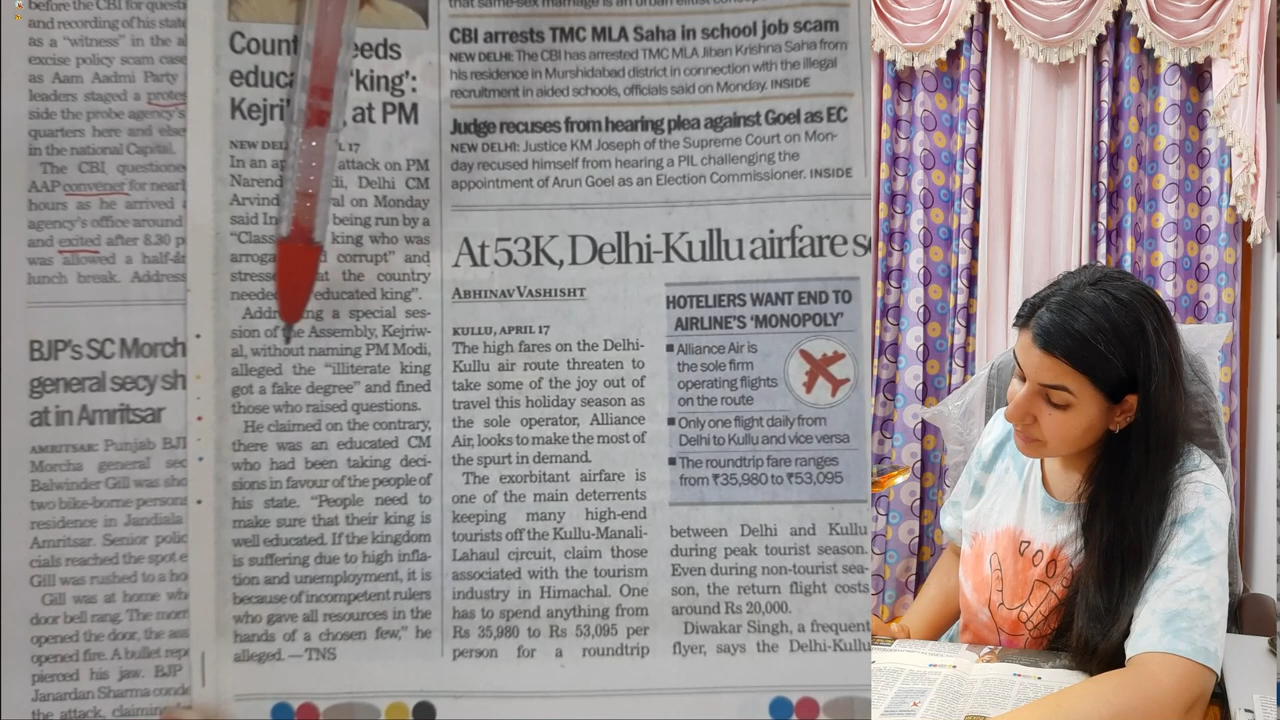 before the CBI for questi
and recording of his state
as a "witness" in the al
excise policy scam case
as Aam Aadmi Party
leaders staged a protes
side the probe agency's
quarters here and else
in the national Capital.
The CBI questione
AAP convener for nearl
hours as he arrived
agency's office around
and exited after 8.30 p
was allowed a half-
lunch break. Address
BJP's SC Morch
general secy sh
at in Amritsar
AMRITSAR: Punjab BJI
Morcha general sec
Balwinder Gill was sho
two bike-borne persons
residence in Jandiala
Amritsar. Senior polic
cials reached the spot
Gill was rushed to a ho
Gill was at home wh
door bell rang. The mom
opened the door, the ass
opened fire. A bullet
pierced his jaw. BJP
Janardan Sharma conde
the attack, claiming
Count eeds
educa 'king':
Kejri' at PM
NEW DEL L 17
In an ap attack on PM
Narend di, Delhi CM
Arvind al on Monday
said In being run by a
"Class king who was
arroga d corrupt" and
stresse at the country
neede "educated king".
Addr ng a special ses-
sion of the Assembly, Kejriw-
al, without naming PM Modi,
alleged the "illiterate king
got a fake degree" and fined
those who raised questions.
He claimed on the contrary,
there was an educated CM
who had been taking deci-
sions in favour of the people of
his state. "People need to
make sure that their king is
well educated. If the kingdom
is suffering due to high infla-
tion and unemployment, it is
because of incompetent rulers
who gave all resources in the
hands of a chosen few," he
alleged. —TNS
that same-sex marriage is an urban elitist concep
CBI arrests TMC MLA Saha in school job scam
NEW DELHI: The CBI has arrested TMC MLA Jiban Krishna Saha from
his residence in Murshidabad district in connection with the illegal
recruitment in aided schools, officials said on Monday. INSIDE
Judge recuses from hearing plea against Goel as EC
NEW DELHI: Justice KM Joseph of the Supreme Court on Mon-
day recused himself from hearing a PIL challenging the
appointment of Arun Goel as an Election Commissioner. INSIDE
At 53K, Delhi-Kullu airfare s
ABHINAV VASHISHT
KULLU, APRIL 17
The high fares on the Delhi-
Kullu air route threaten to
take some of the joy out of
travel this holiday season as
the sole operator, Alliance
Air, looks to make the most of
the spurt in demand.
The exorbitant airfare is
one of the main deterrents
keeping many high-end
tourists off the Kullu-Manali-
Lahaul circuit, claim those
associated with the tourism
industry in Himachal. One
has to spend anything from
Rs 35,980 to Rs 53,095 per
person for a roundtrip
HOTELIERS WANT END TO
AIRLINE'S 'MONOPOLY'
Alliance Air is
the sole firm
operating flights
on the route
Only one flight daily from
Delhi to Kullu and vice versa
The roundtrip fare ranges
from ₹35,980 to ₹53,095
between Delhi and Kullu
during peak tourist season.
Even during non-tourist sea-
son, the return flight costs
around Rs 20,000.
Diwakar Singh, a frequent
flyer, says the Delhi-Kullu